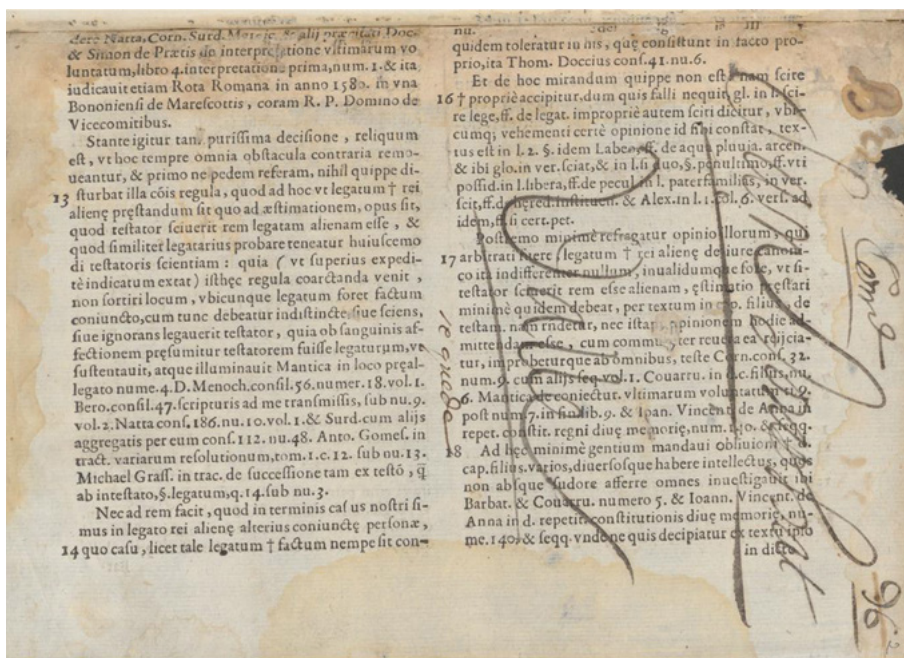 dere Natta, Corn. Surd. & alij præcitati Doc.
& Simon de Prætis de interpretatione vltimarum vo
luntatum, libro 4. interpretatione prima, num. 1. & ita
iudicauit etiam Rota Romana in anno 1580. in vna
Bononiensi de Marescottis, coram R. P. Domino de
Vicecomitibus.
Stante igitur tan. purissima decisione, reliquum
est, vt hoc tempre omnia obstacula contraria remo-
ueantur, & primo ne pedem referam, nihil quippe di-
sturbat illa cõis regula, quod ad hoc vt legatum † rei
13 alienę pręstandum sit quo ad æstimationem, opus sit,
quod testator sciuerit rem legatam alienam esse, &
quod similiter legatarius probare teneatur huiuscemo
di testatoris scientiam: quia (vt superius expedi-
tè indicatum extat) isthęc regula coarctanda venit,
non sortiri locum, vbicunque legatum foret factum
coniuncto, cum tunc debeatur indistincte, siue sciens,
siue ignorans legauerit testator, quia ob sanguinis af-
fectionem pręsumitur testatorem fuisse legaturum, vt
sustentauit, atque illuminauit Mantica in loco pręal-
legato nume. 4. D. Menoch. consil. 56. numer. 18. vol. 1.
Bero. consil. 47. scripturis ad me transmissis, sub nu. 9.
vol. 2. Natta cons. 186. nu. 10. vol. 1. & Surd. cum alijs
aggregatis per eum cons. 112. nu. 48. Anto. Gomes. in
tract. variarum resolutionum, tom. 1. c. 12. sub nu. 13.
Michael Grass. in trac. de successione tam ex testõ, q̃
ab intestato, §. legatum, q. 14. sub nu. 3.
Nec ad rem facit, quod in terminis casus nostri si-
mus in legato rei alienę alterius coniunctę personæ,
14 quo casu, licet tale legatum † factum nempe sit con-
nu.
quidem toleratur in his, quę consistunt in facto pro-
prio, ita Thom. Doccius cons. 41. nu. 6.
Et de hoc mirandum quippe non est: nam scire
16 † propriè accipitur, dum quis falli nequit, gl. in l. sci-
re lege, ff. de legat. impropriè autem sciri dicitur, vbi-
cumq; vehementi certè opinione id sibi constat, tex-
tus est in l. 2. §. idem Labeo, ff. de aqua pluuia. arcen.
& ibi glo. in ver. sciat, & in l. si duo, §. penultimo, ff. vti
possid. in l. libera, ff. de pecul. in l. paterfamilias, in ver.
scit, ff. de hęred. instituen. & Alex. in l. 1. col. 6. vers. ad
idem, ff. si cert. pet.
Postremo minimè refragatur opinio illorum, qui
17 arbitrati fuere legatum † rei alienę de iure canoni-
co ita indifferenter nullum, inualidumque fore, vt si-
testator scuerit rem esse alienam, ęstimatio pręstari
minimè quidem debeat, per textum in cap. filius, de
testam. nam rñdetur, nec istam opinionem hodie ad-
mittendam esse, cum communiter reuera ea reijcia-
tur, improbeturque ab omnibus, teste Corn. cons. 32.
num. 9. cum alijs seq. vol. 1. Couarru. in d. c. filius, nu.
6. Mantica de coniectur. vltimarum voluntatum ti. 9.
post num. 7. in fin. lib. 9. & Ioan. Vincent. de Anna in
repet. constit. regni diuę memorię, num. 140. & seqq.
18 Ad hęc minimè gentium mandaui obliuioni † d.
cap. filius, varios, diuersosque habere intellectus, quos
non absque sudore afferre omnes inuestigauit ibi
Barbat. & Couarru. numero 5. & Ioann. Vincent. de
Anna in d. repetit. constitutionis diuę memorię, nu-
me. 140. & seqq. vnde ne quis decipiatur ex textu ipso
in dicto
96